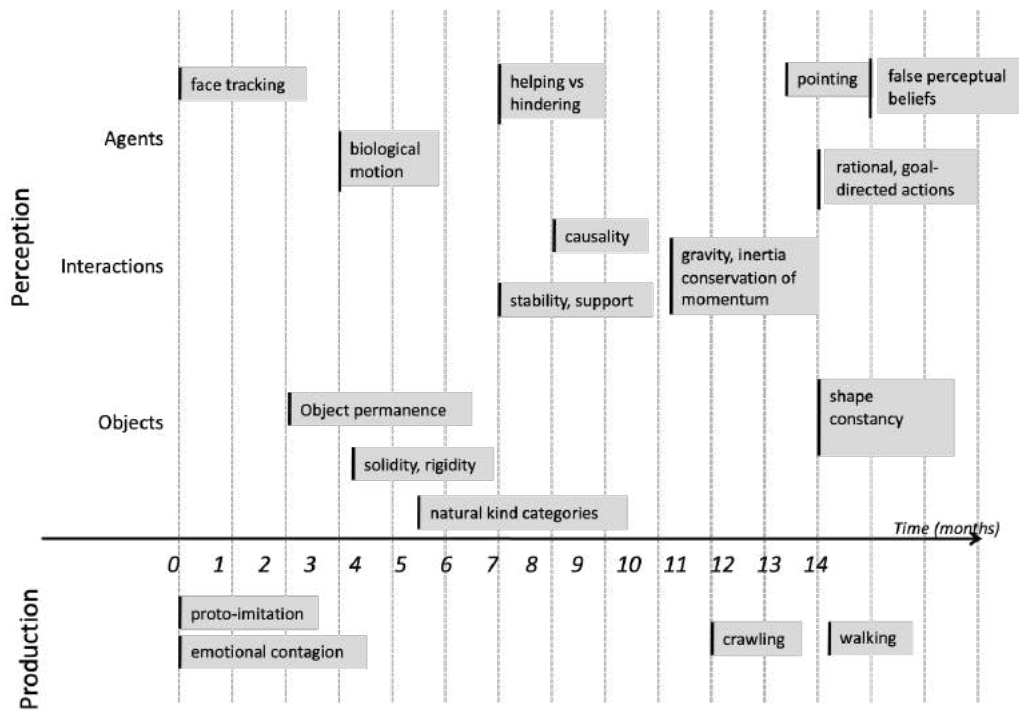 face tracking
helping vs
hindering
pointing
false perceptual
beliefs
Agents
biological
motion
rational, goal-
directed actions
Perception
causality
Interactions
gravity, inertia
conservation of
momentum
stability, support
Objects
Object permanence
shape
constancy
solidity, rigidity
natural kind categories
Time (months)
0 1 2 3 4 5 6 7 8 9 10 11 12 13 14
Production
proto-imitation
emotional contagion
crawling
walking